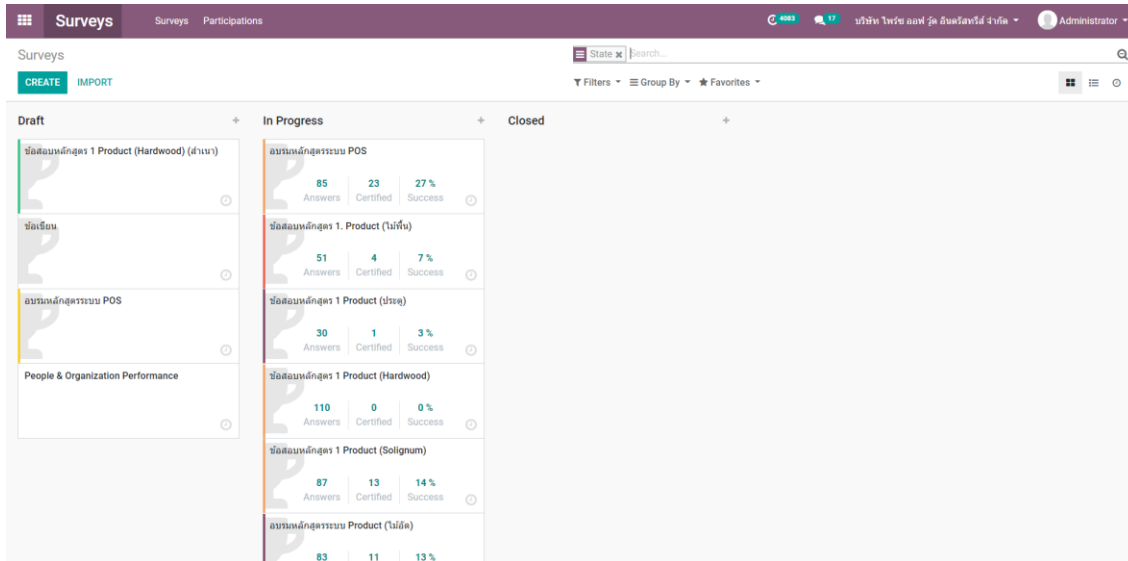 Surveys Surveys Participations 4083 17 บริษัท ไพร์ซ ออฟ วู้ด อินดรัสทรีส์ จำกัด Administrator
Surveys
State Search...
CREATE IMPORT
Filters Group By Favorites
Draft
ข้อสอบหลักสูตร 1 Product (Hardwood) (สำเนา)
ข้อเขียน
อบรมหลักสูตรระบบ POS
People & Organization Performance
In Progress
อบรมหลักสูตรระบบ POS
85 23 27 %
Answers Certified Success
ข้อสอบหลักสูตร 1. Product (ไม้พื้น)
51 4 7 %
Answers Certified Success
ข้อสอบหลักสูตร 1 Product (ประตู)
30 1 3 %
Answers Certified Success
ข้อสอบหลักสูตร 1 Product (Hardwood)
110 0 0 %
Answers Certified Success
ข้อสอบหลักสูตร 1 Product (Solignum)
87 13 14 %
Answers Certified Success
อบรมหลักสูตรระบบ Product (ไม้อัด)
83 11 13 %
Closed